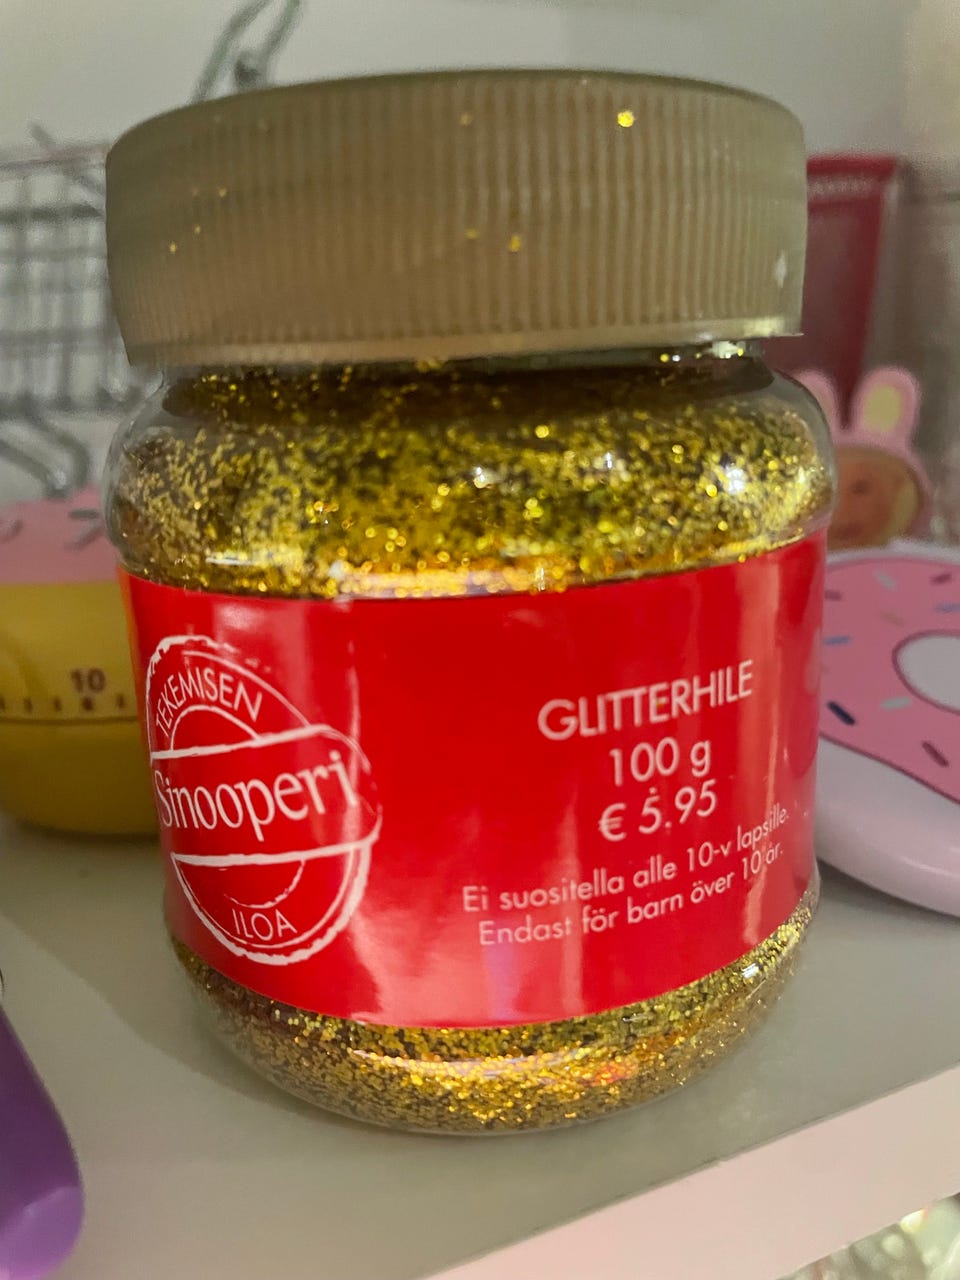 TEKEMISEN
Sinooperi
ILOA
GLITTERHILE
100 g
€ 5.95
Ei suositella alle 10-v lapsille.
Endast för barn över 10 år.
10